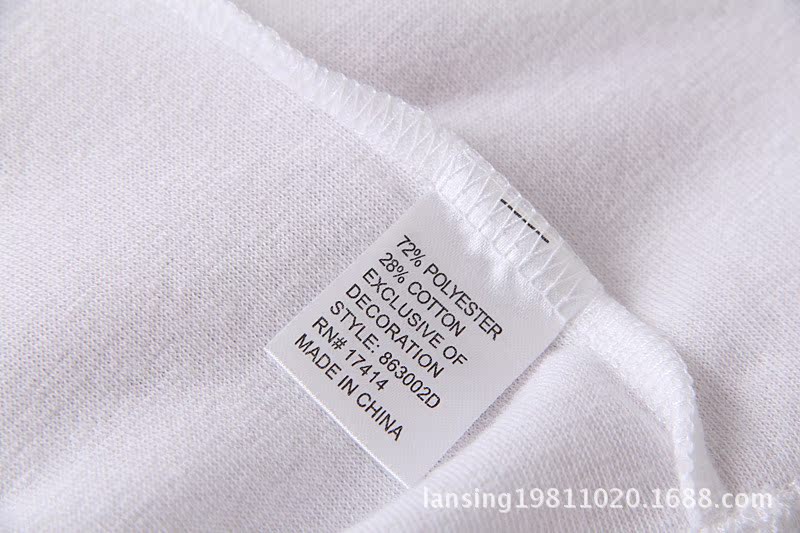 72% POLYESTER
28% COTTON
EXCLUSIVE OF
DECORATION
STYLE: 863002D
RN# 17414
MADE IN CHINA
lansing19811020.1688.com